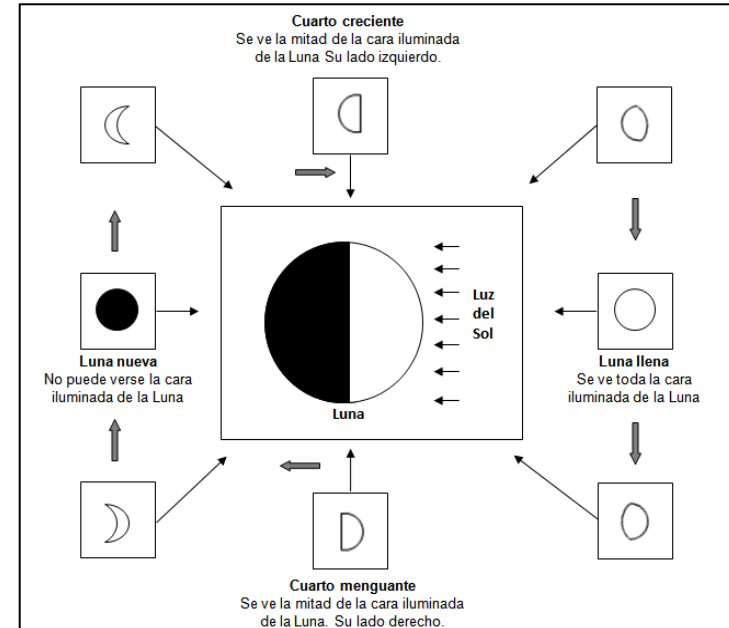 Cuarto creciente
Se ve la mitad de la cara iluminada
de la Luna Su lado izquierdo.
Luz
del
Sol
Luna
Luna nueva
No puede verse la cara
iluminada de la Luna
Luna llena
Se ve toda la cara
iluminada de la Luna
Cuarto menguante
Se ve la mitad de la cara iluminada
de la Luna. Su lado derecho.